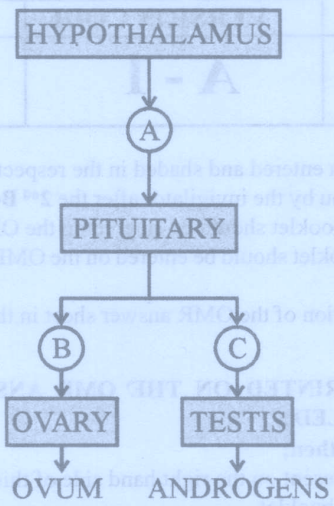 HYPOTHALAMUS
A
PITUITARY
B C
OVARY TESTIS
OVUM ANDROGENS